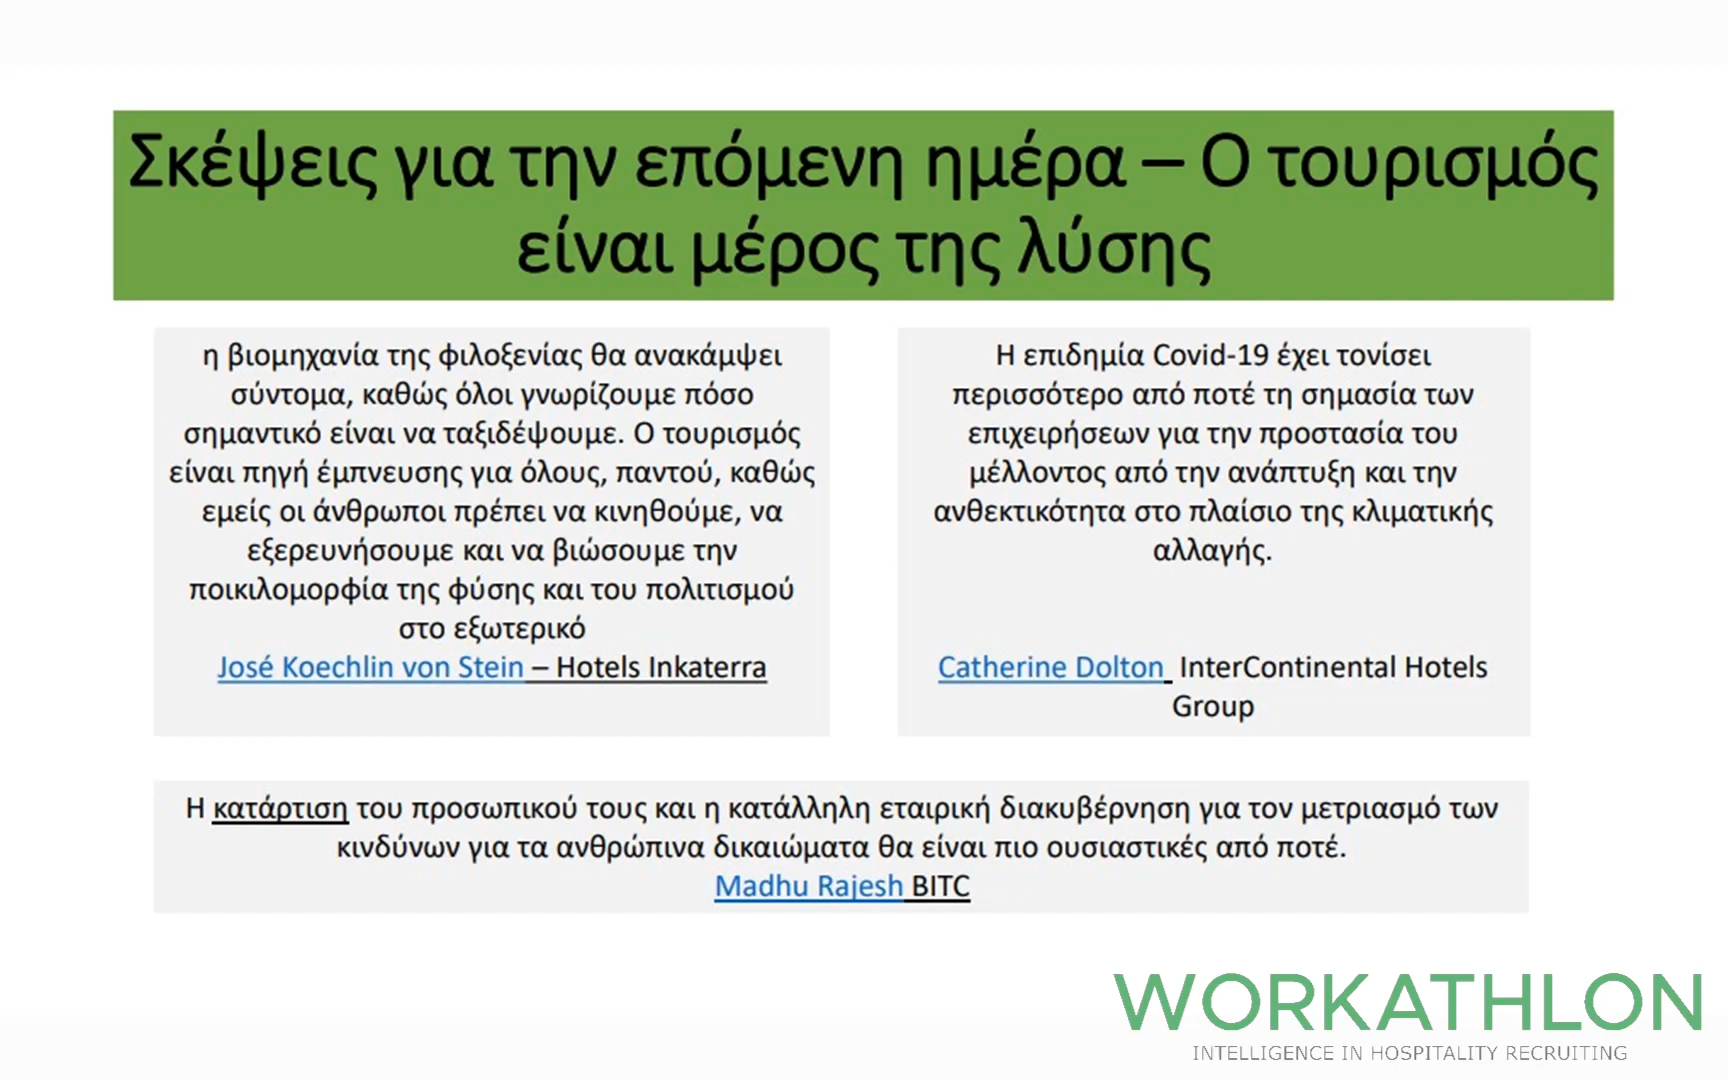 Σκέψεις για την επόμενη ημέρα – Ο τουρισμός
είναι μέρος της λύσης
η βιομηχανία της φιλοξενίας θα ανακάμψει
σύντομα, καθώς όλοι γνωρίζουμε πόσο
σημαντικό είναι να ταξιδέψουμε. Ο τουρισμός
είναι πηγή έμπνευσης για όλους, παντού, καθώς
εμείς οι άνθρωποι πρέπει να κινηθούμε, να
εξερευνήσουμε και να βιώσουμε την
ποικιλομορφία της φύσης και του πολιτισμού
στο εξωτερικό
José Koechlin von Stein – Hotels Inkaterra
Η επιδημία Covid-19 έχει τονίσει
περισσότερο από ποτέ τη σημασία των
επιχειρήσεων για την προστασία του
μέλλοντος από την ανάπτυξη και την
ανθεκτικότητα στο πλαίσιο της κλιματικής
αλλαγής.
Catherine Dolton InterContinental Hotels
Group
Η κατάρτιση του προσωπικού τους και η κατάλληλη εταιρική διακυβέρνηση για τον μετριασμό των
κινδύνων για τα ανθρώπινα δικαιώματα θα είναι πιο ουσιαστικές από ποτέ.
Madhu Rajesh BITC
WORKATHLON
INTELLIGENCE IN HOSPITALITY RECRUITING